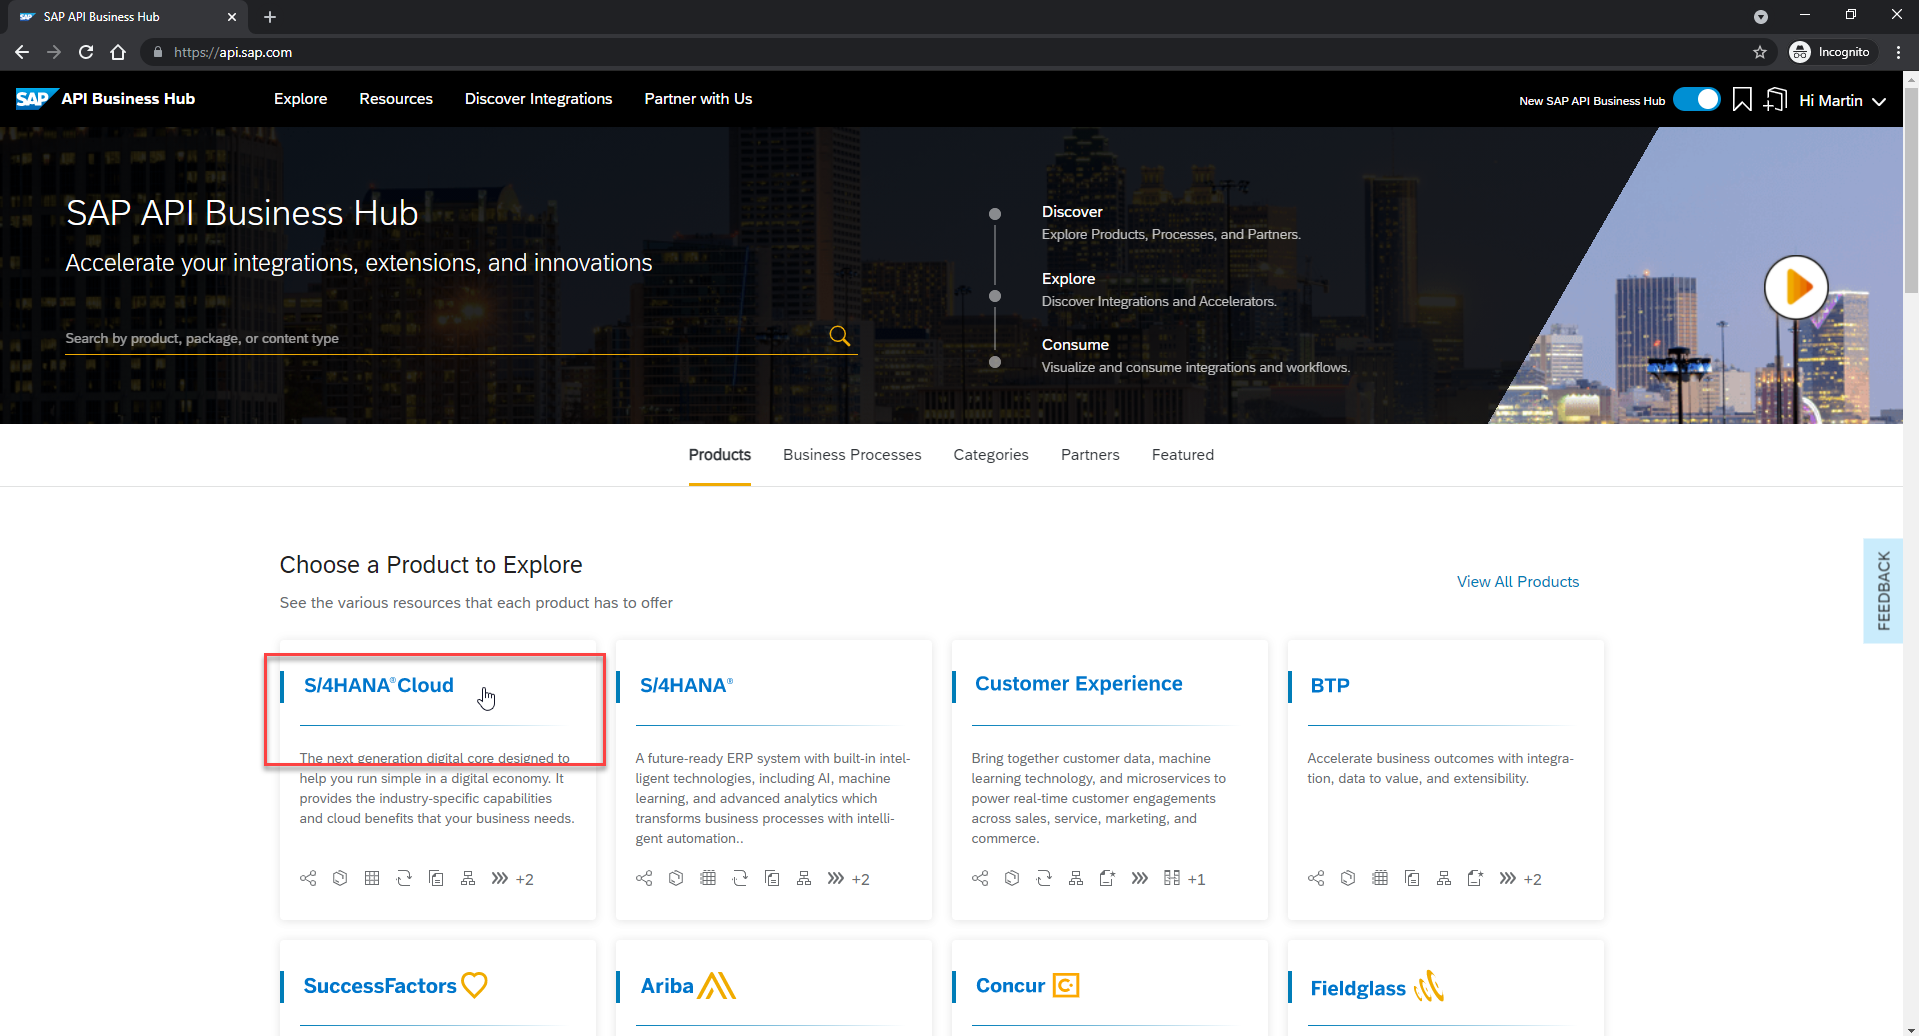 SAP API Business Hub
https://api.sap.com
Incognito
SAP API Business Hub
Explore
Resources
Discover Integrations
Partner with Us
New SAP API Business Hub
Hi Martin
SAP API Business Hub
Accelerate your integrations, extensions, and innovations
Search by product, package, or content type
Discover
Explore Products, Processes, and Partners.
Explore
Discover Integrations and Accelerators.
Consume
Visualize and consume integrations and workflows.
Products
Business Processes
Categories
Partners
Featured
Choose a Product to Explore
See the various resources that each product has to offer
View All Products
FEEDBACK
S/4HANA® Cloud
The next generation digital core designed to
help you run simple in a digital economy. It
provides the industry-specific capabilities
and cloud benefits that your business needs.
+2
S/4HANA®
A future-ready ERP system with built-in intel-
ligent technologies, including AI, machine
learning, and advanced analytics which
transforms business processes with intelli-
gent automation..
+2
Customer Experience
Bring together customer data, machine
learning technology, and microservices to
power real-time customer engagements
across sales, service, marketing, and
commerce.
+1
BTP
Accelerate business outcomes with integra-
tion, data to value, and extensibility.
+2
SuccessFactors
Ariba
Concur C.
Fieldglass